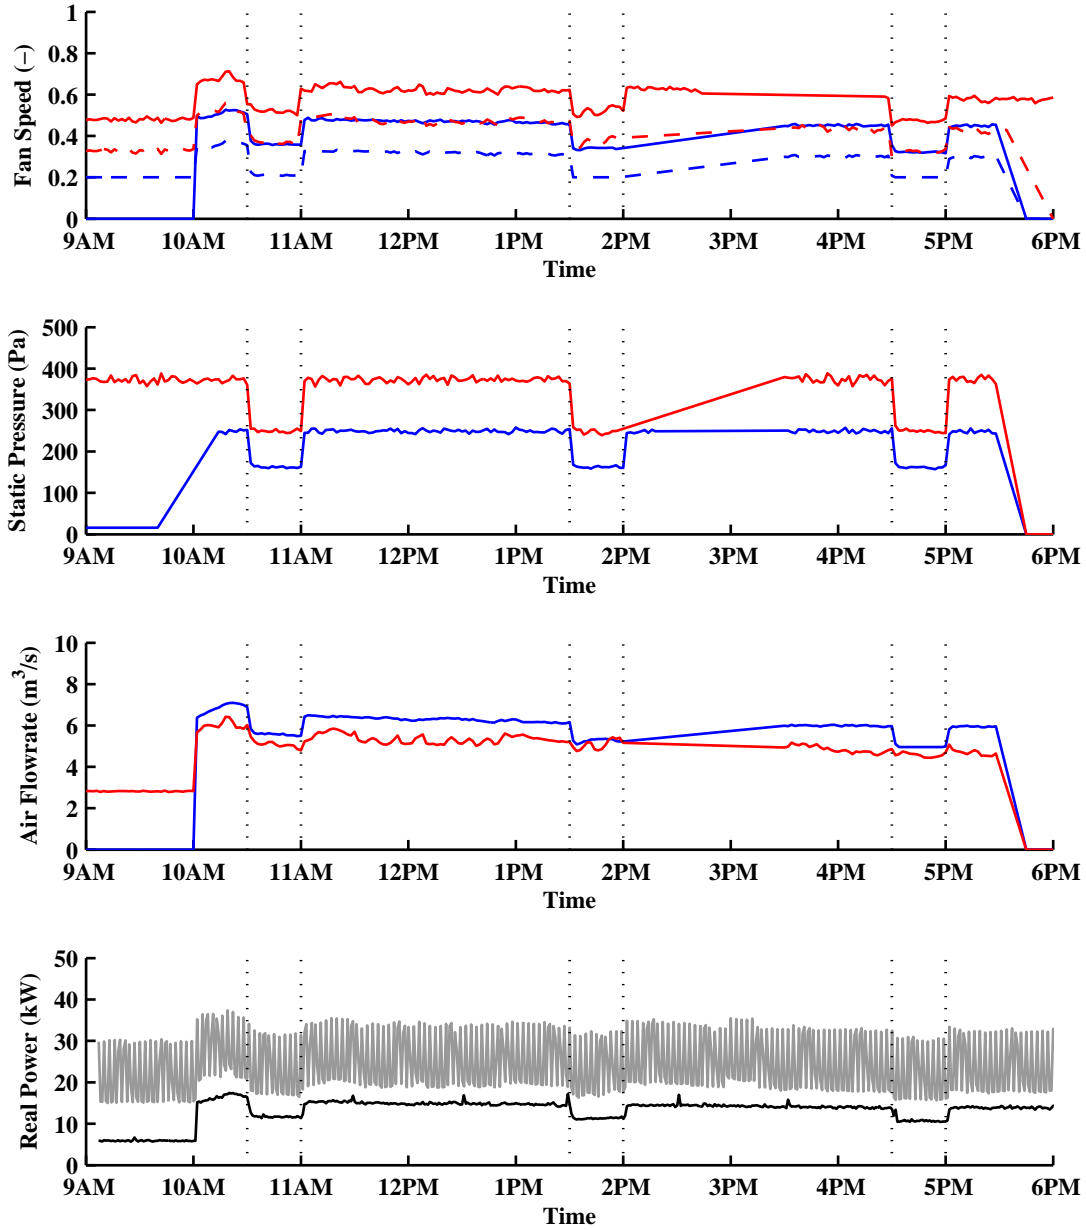 Fan Speed (−)
1
0.8
0.6
0.4
0.2
0
9AM 10AM 11AM 12PM 1PM 2PM 3PM 4PM 5PM 6PM
Time
Static Pressure (Pa)
500
400
300
200
100
0
9AM 10AM 11AM 12PM 1PM 2PM 3PM 4PM 5PM 6PM
Time
Air Flowrate (m³/s)
10
8
6
4
2
0
9AM 10AM 11AM 12PM 1PM 2PM 3PM 4PM 5PM 6PM
Time
Real Power (kW)
50
40
30
20
10
0
9AM 10AM 11AM 12PM 1PM 2PM 3PM 4PM 5PM 6PM
Time